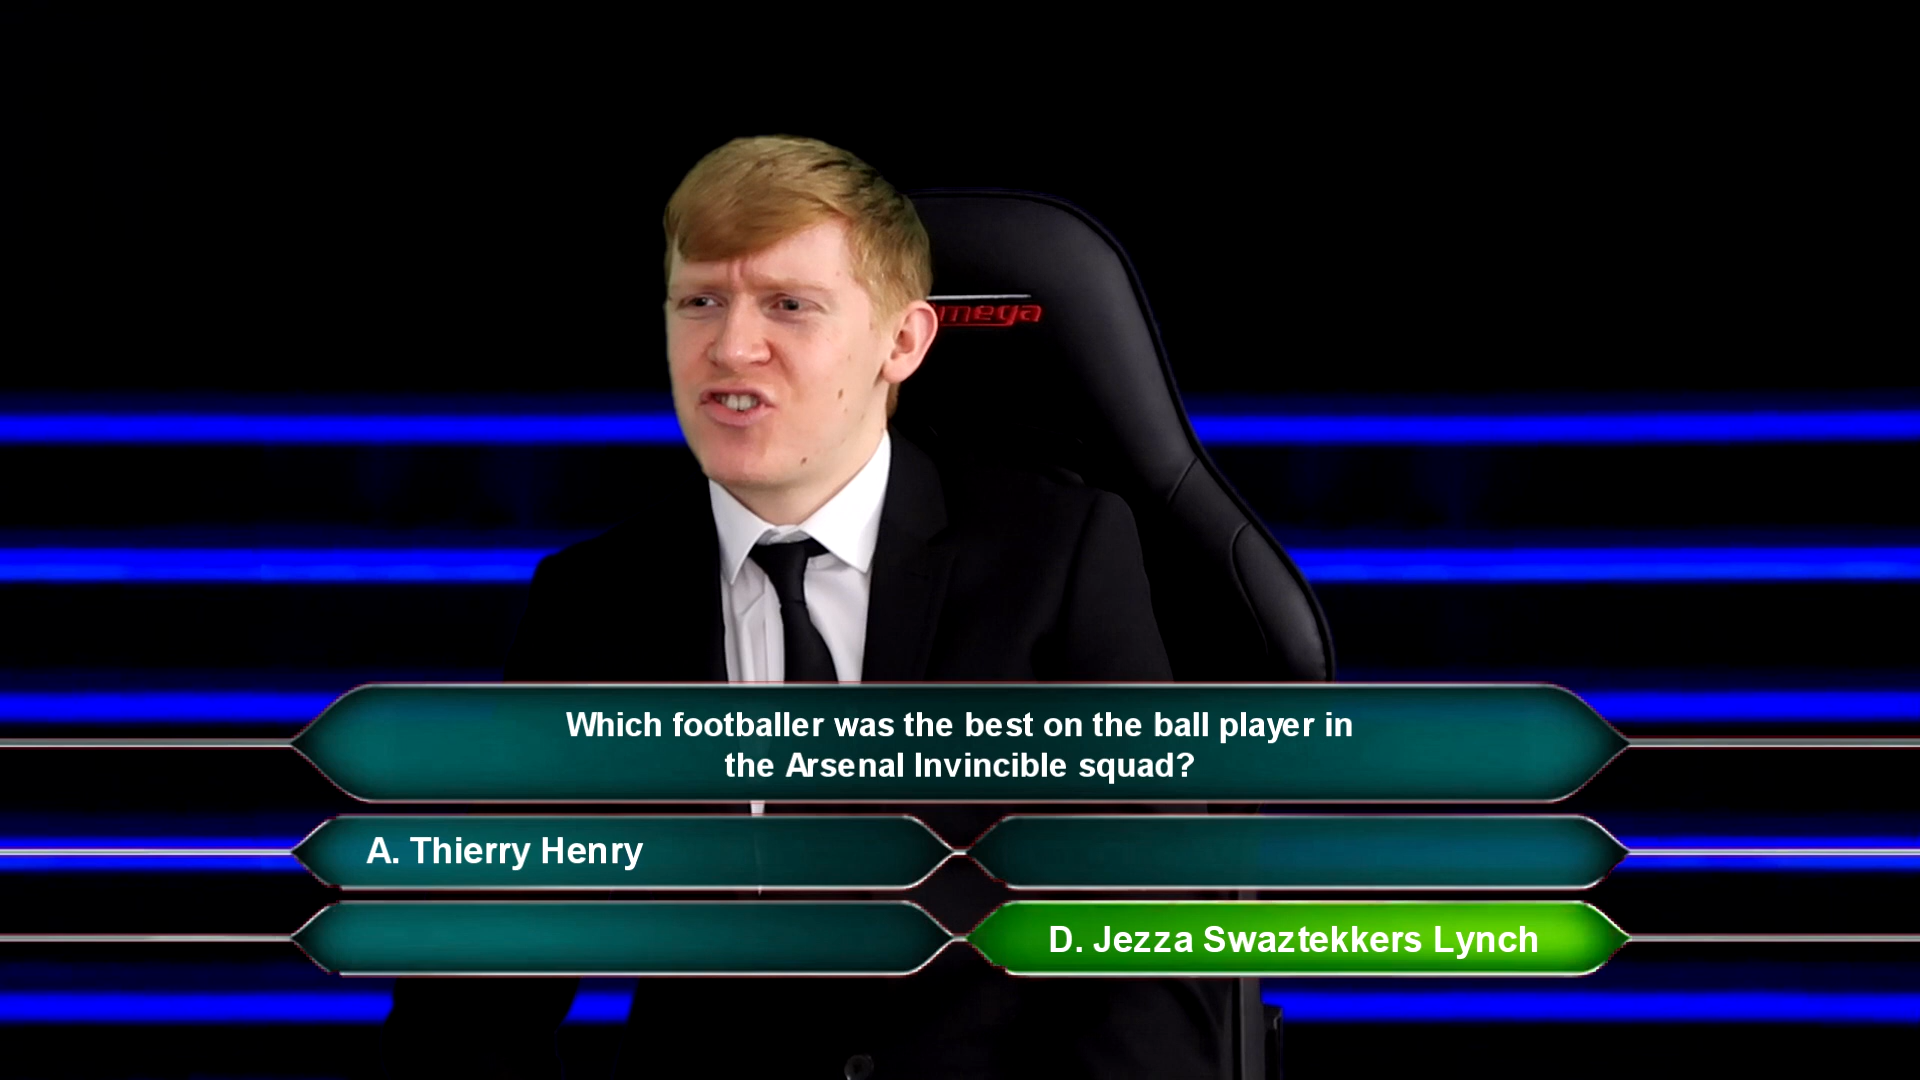 mega
Which footballer was the best on the ball player in
the Arsenal Invincible squad?
A. Thierry Henry
D. Jezza Swaztekkers Lynch